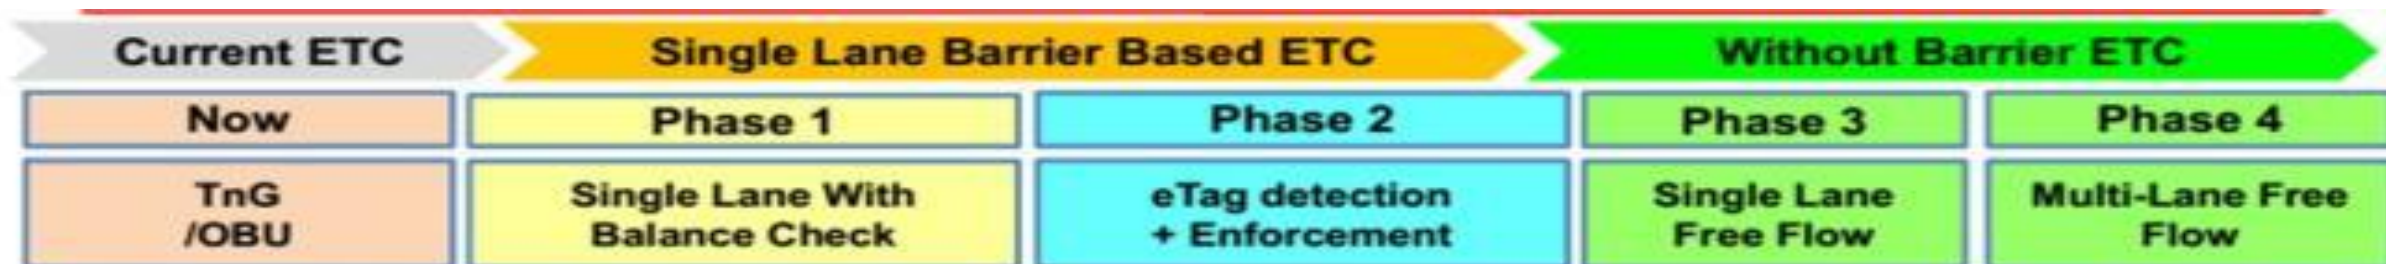 Current ETC
Single Lane Barrier Based ETC
Without Barrier ETC
Now
Phase 1
Phase 2
Phase 3
Phase 4
TnG
/OBU
Single Lane With
Balance Check
eTag detection
+ Enforcement
Single Lane
Free Flow
Multi-Lane Free
Flow